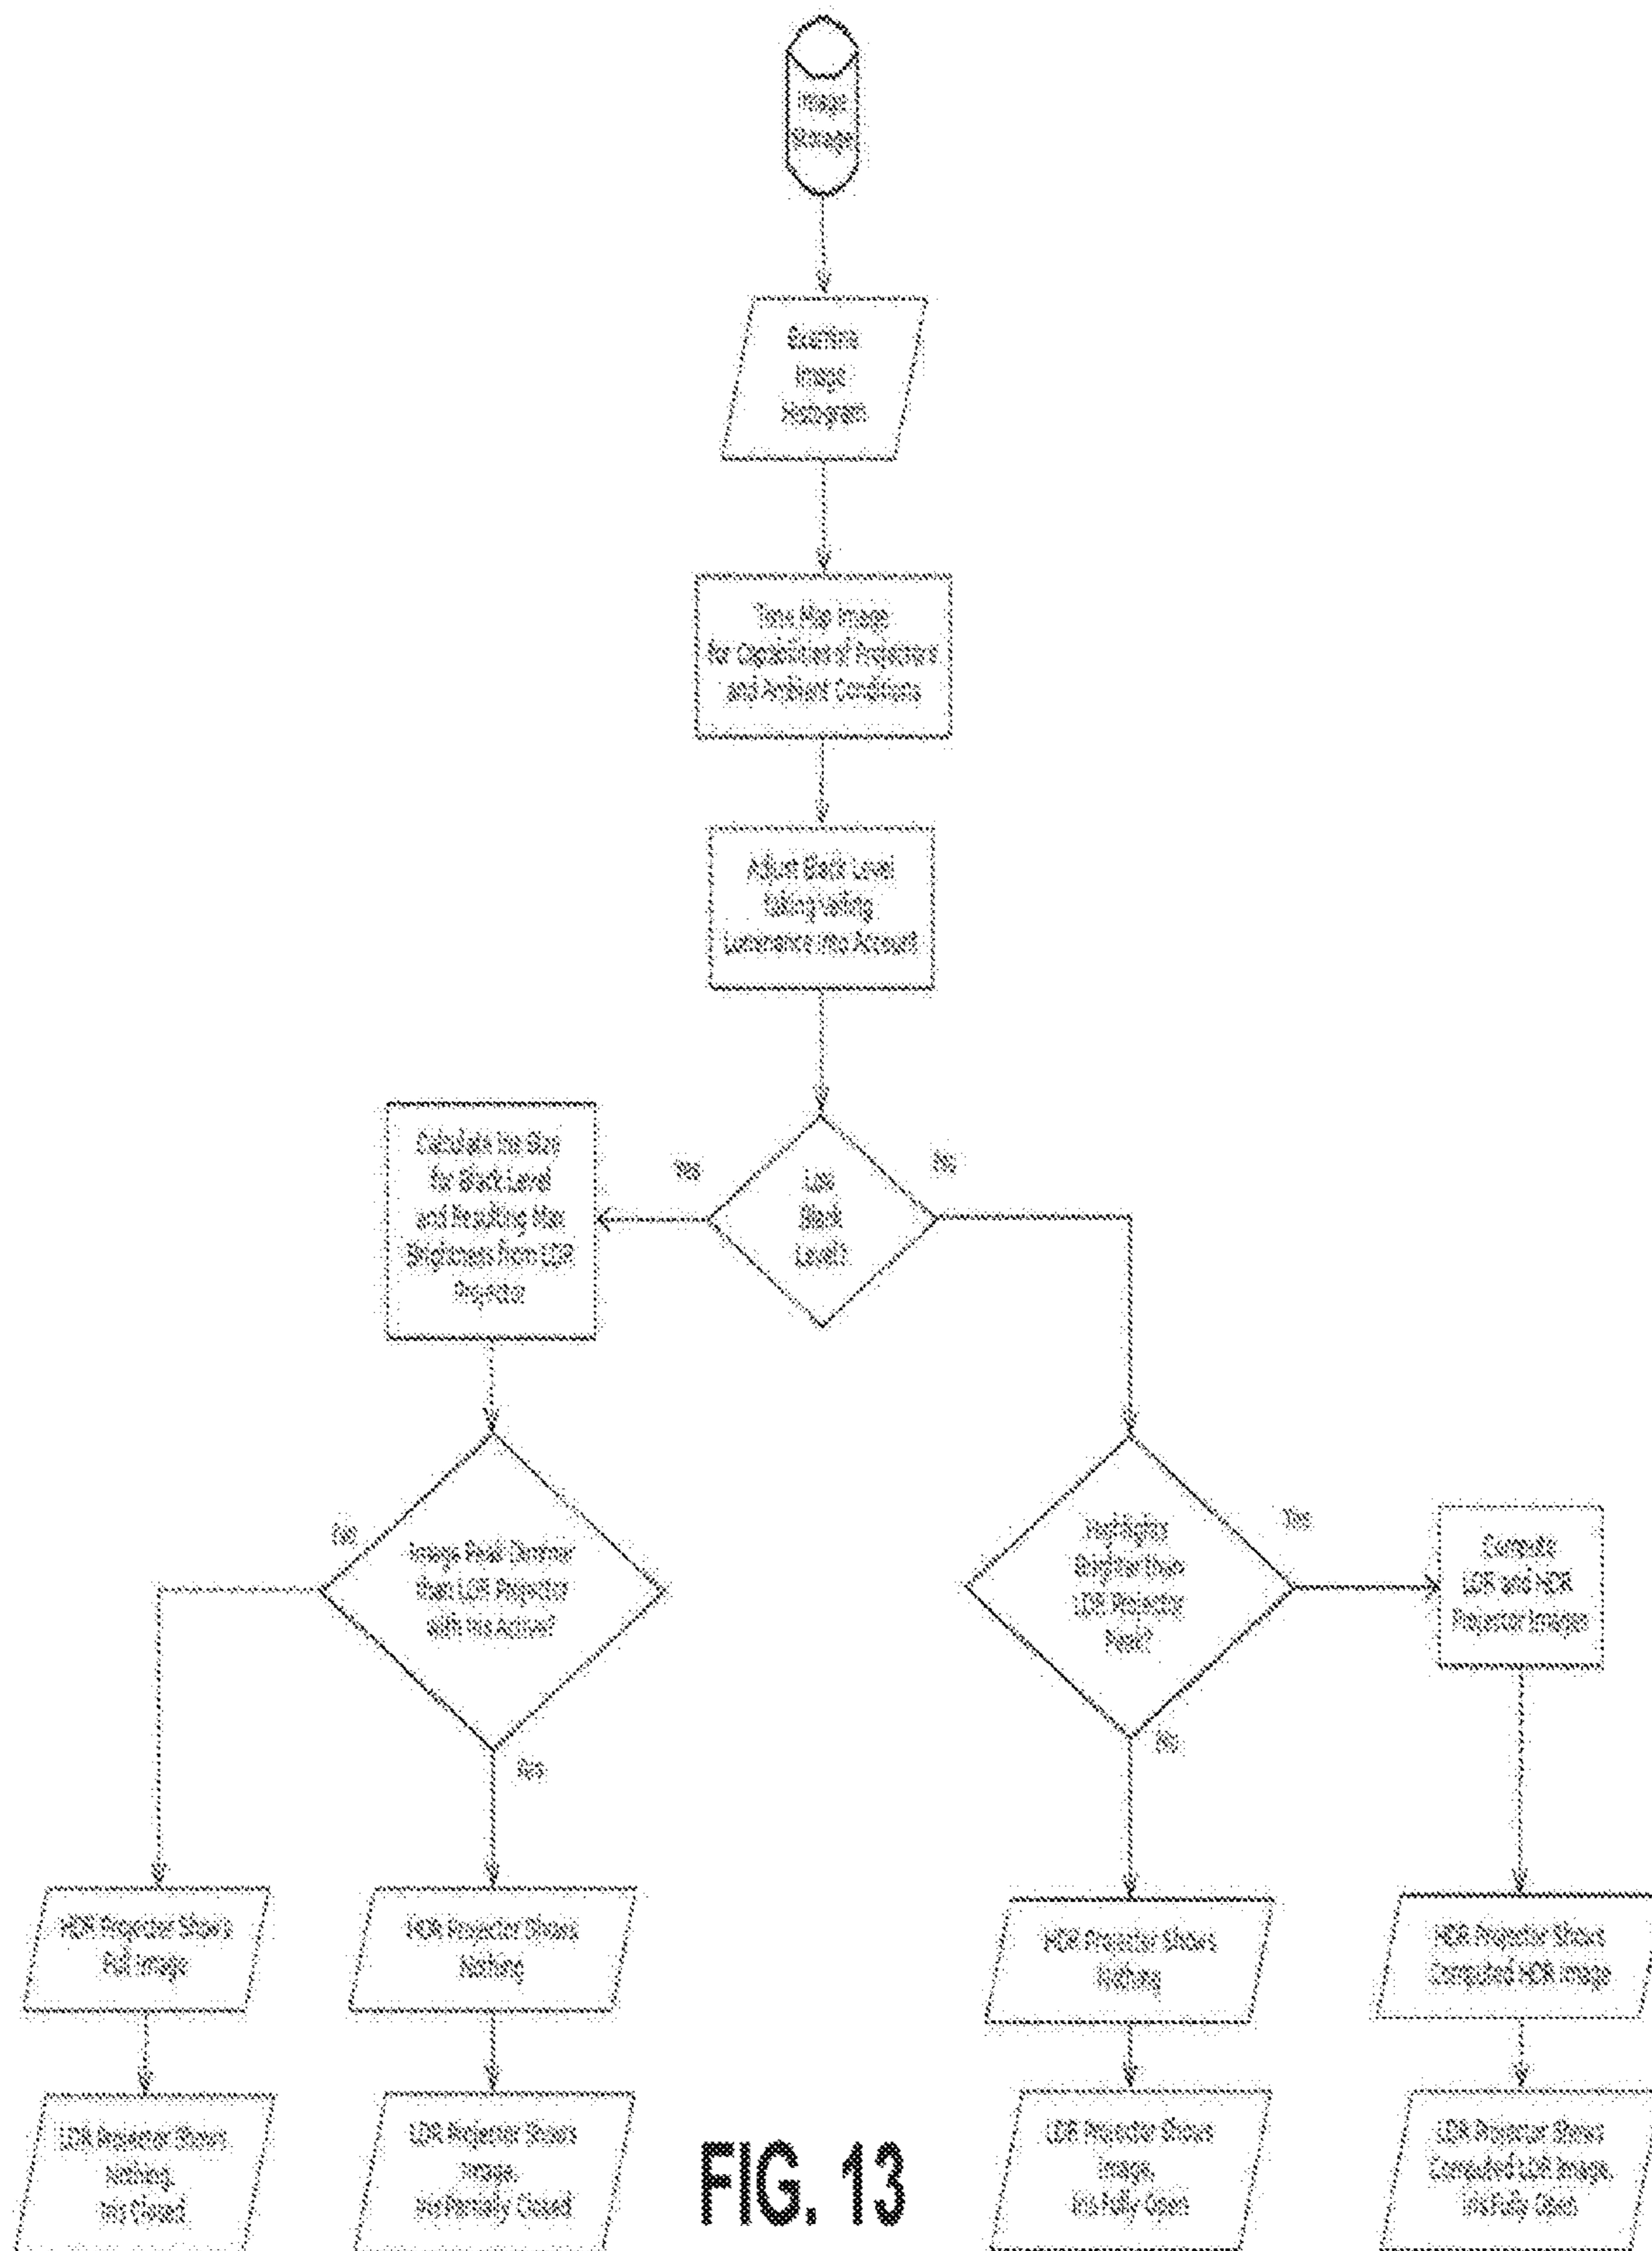 Image
Storage
Examine
Image
Histogram
Tone Map Image
for Capabilities of Projectors
and Ambient Conditions
Adjust Black Level
taking Veiling
Luminance into Account
Low
Black
Level?
Yes
No
Calculate Iris Size
for Black Level
and Resulting Max
Brightness from LDR
Projector
Image Peak Dimmer
than LDR Projector
with Iris Active?
Yes
Highlights
Brighter than
LDR Projector
Peak?
Yes
No
Compute
LDR and HDR
Projector Images
HDR Projector Shows
Full Image
HDR Projector Shows
Nothing
HDR Projector Shows
Nothing
HDR Projector Shows
Computed HDR Image
LDR Projector Shows
Nothing,
Iris Closed
LDR Projector Shows
Image,
Iris Partially Closed
LDR Projector Shows
Image,
Iris Fully Open
LDR Projector Shows
Computed LDR Image,
Iris Fully Open
FIG. 13